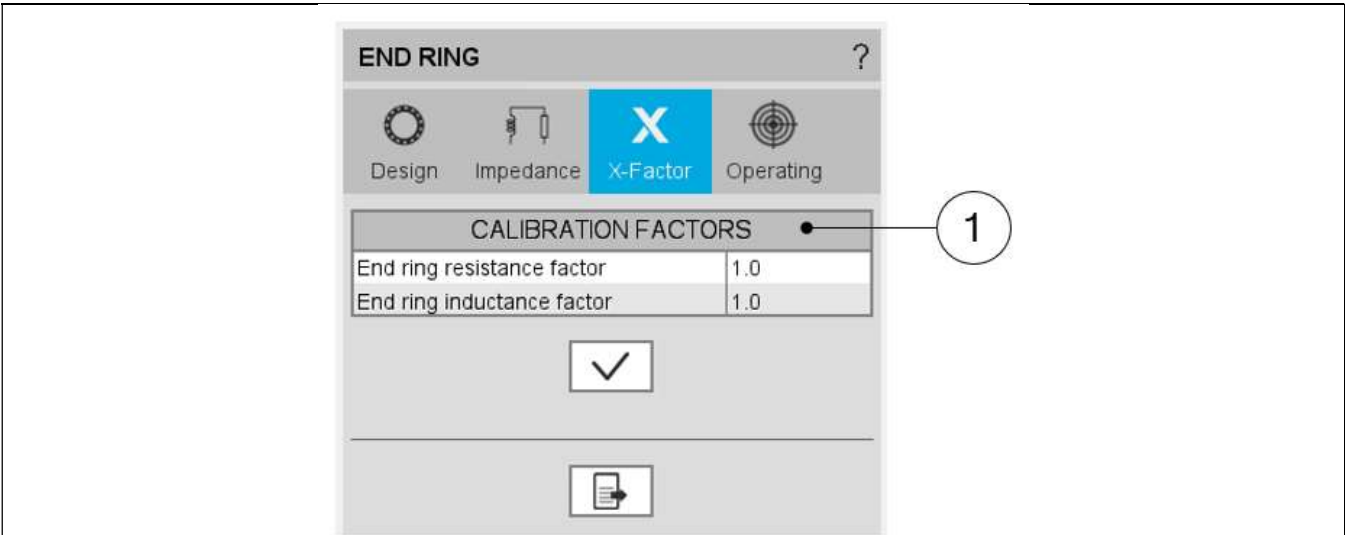 END RING ?
Design Impedance X-Factor Operating
CALIBRATION FACTORS
1
End ring resistance factor 1.0
End ring inductance factor 1.0